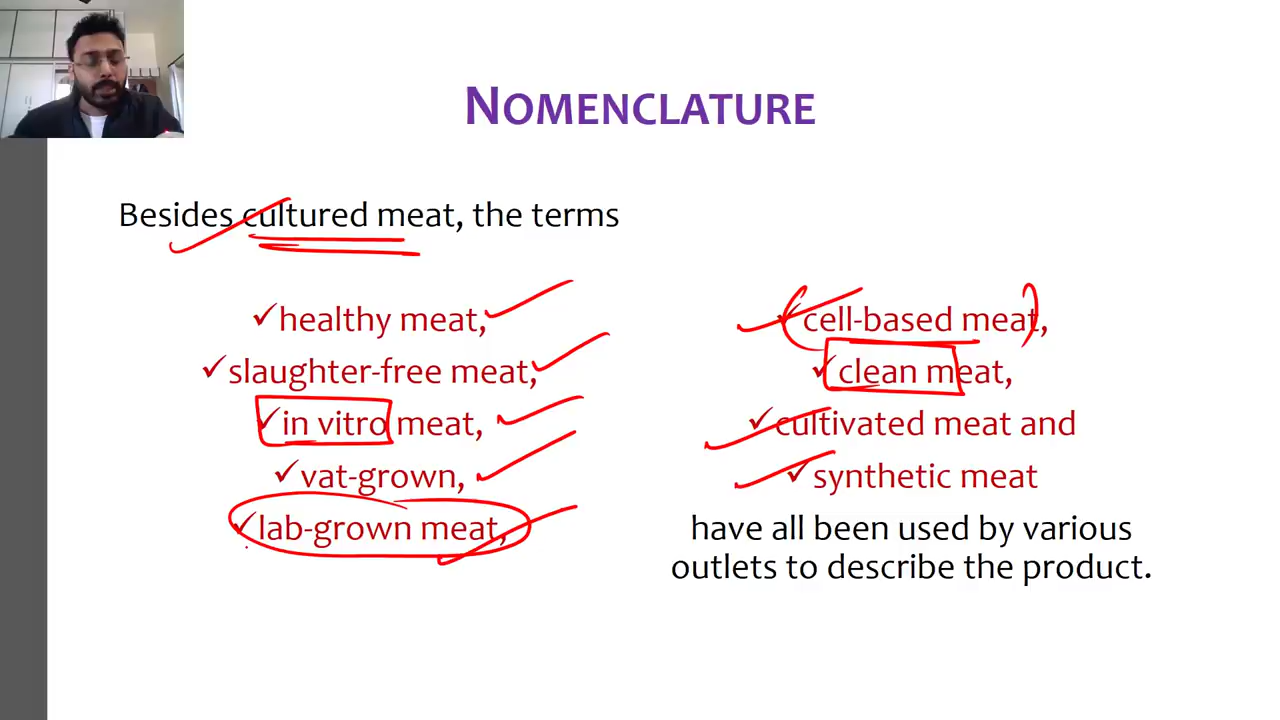 NOMENCLATURE
Besides cultured meat, the terms
✓healthy meat,
✓slaughter-free meat,
✓in vitro meat,
✓vat-grown,
✓lab-grown meat,
✓cell-based meat,
✓clean meat,
✓cultivated meat and
✓synthetic meat
have all been used by various
outlets to describe the product.